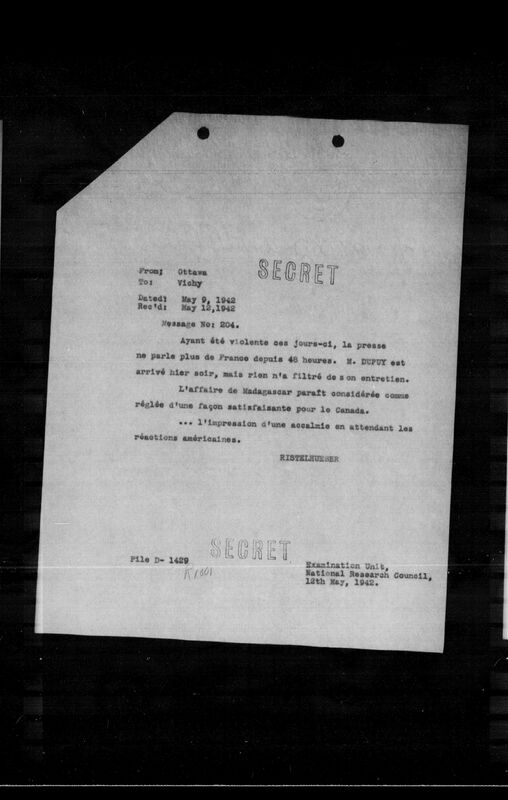 From; Ottawa
SECRET
To: Vichy
Dated: May 9, 1942
Rec'd: May 12,1942
Message No: 204.
Ayant été violente ces jours-ci, la presse
ne parle plus de France depuis 48 heures. M. DUPUY est
arrivé hier soir, mais rien n'a filtré de son entretien.
L'affaire de Madagascar paraît considérée comme
réglée d'une façon satisfaisante pour le Canada.
... l'impression d'une accalmie en attendant les
réactions américaines.
RISTELHUEBER
SECRET
File D- 1429
Examination Unit,
National Research Council,
12th May, 1942.